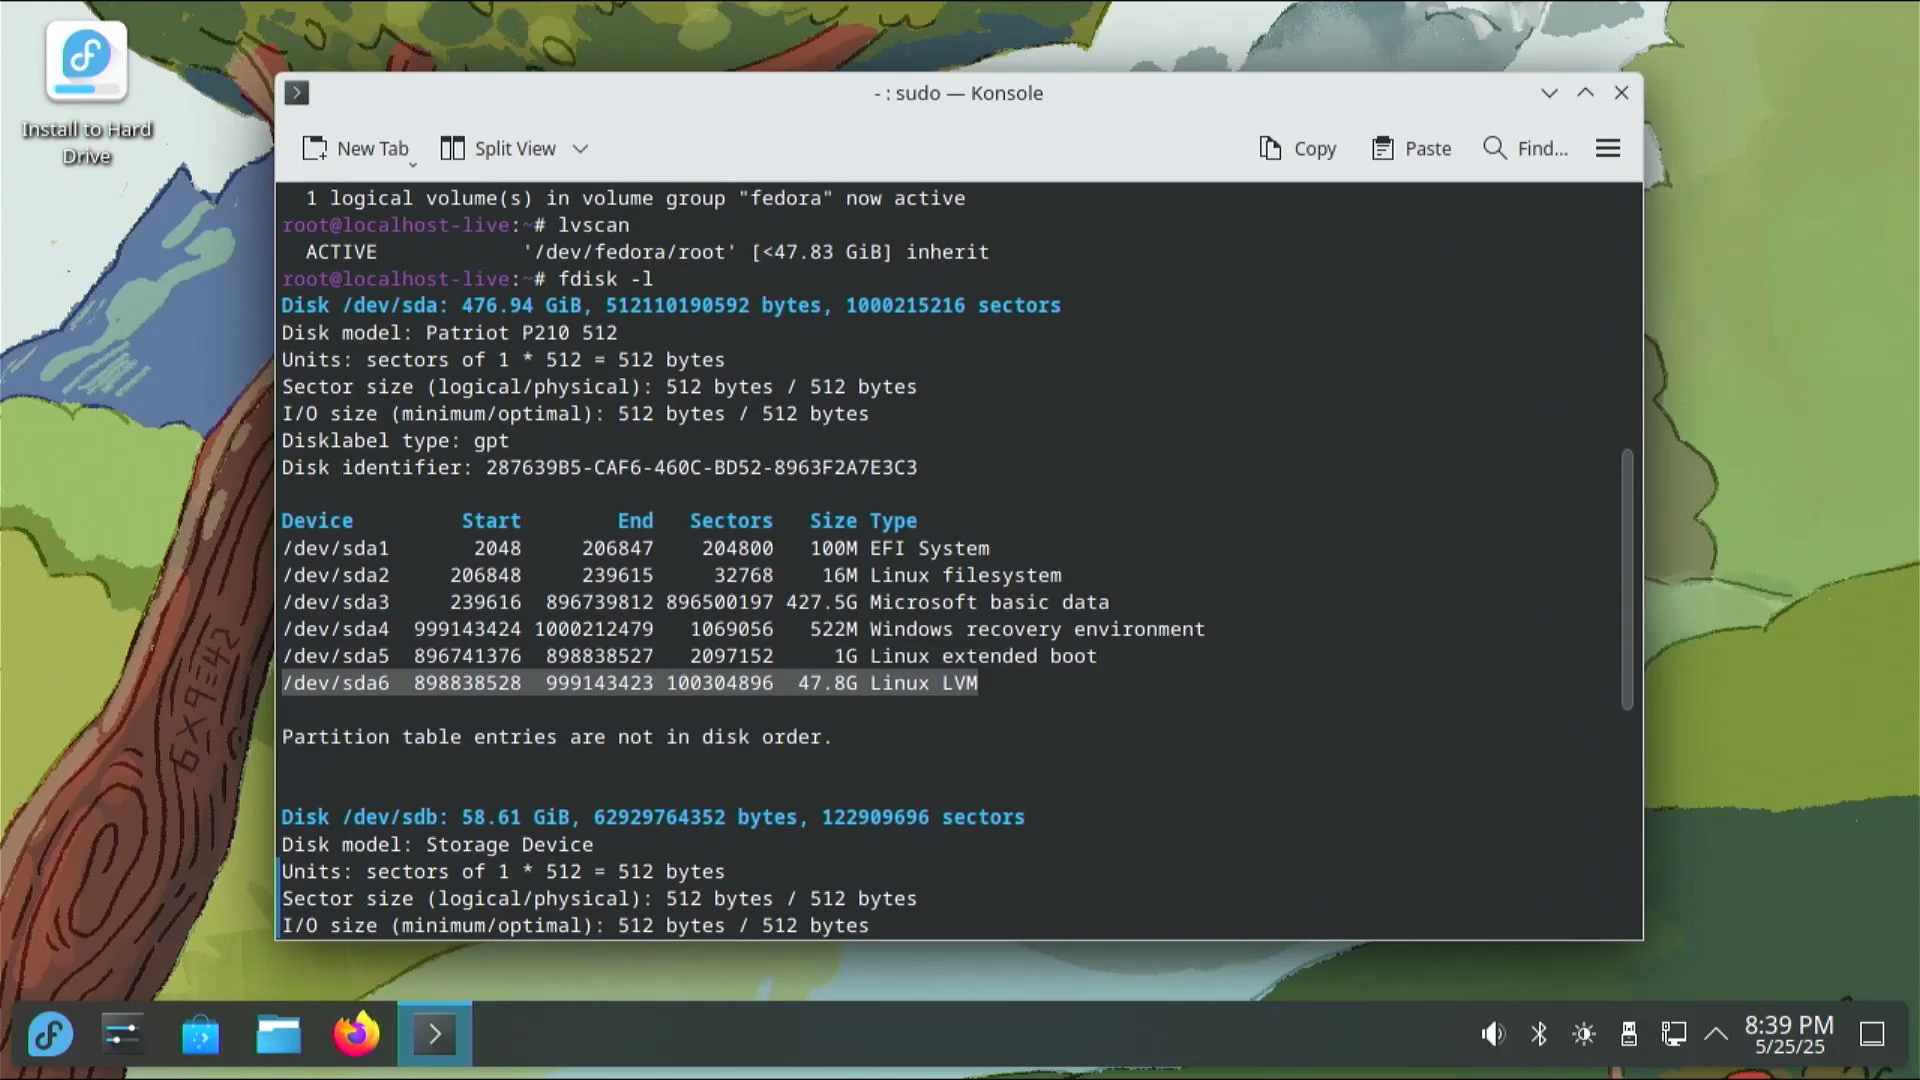 Install to Hard
Drive
- : sudo — Konsole
New Tab
Split View
Copy
Paste
Find...
1 logical volume(s) in volume group "fedora" now active
root@localhost-live:~# lvscan
ACTIVE            '/dev/fedora/root' [<47.83 GiB] inherit
root@localhost-live:~# fdisk -l
Disk /dev/sda: 476.94 GiB, 512110190592 bytes, 1000215216 sectors
Disk model: Patriot P210 512
Units: sectors of 1 * 512 = 512 bytes
Sector size (logical/physical): 512 bytes / 512 bytes
I/O size (minimum/optimal): 512 bytes / 512 bytes
Disklabel type: gpt
Disk identifier: 287639B5-CAF6-460C-BD52-8963F2A7E3C3
Device         Start        End   Sectors   Size Type
/dev/sda1       2048     206847    204800   100M EFI System
/dev/sda2     206848     239615     32768    16M Linux filesystem
/dev/sda3     239616  896739812 896500197 427.5G Microsoft basic data
/dev/sda4  999143424 1000212479   1069056   522M Windows recovery environment
/dev/sda5  896741376  898838527   2097152     1G Linux extended boot
/dev/sda6  898838528  999143423 100304896  47.8G Linux LVM
Partition table entries are not in disk order.
Disk /dev/sdb: 58.61 GiB, 62929764352 bytes, 122909696 sectors
Disk model: Storage Device
Units: sectors of 1 * 512 = 512 bytes
Sector size (logical/physical): 512 bytes / 512 bytes
I/O size (minimum/optimal): 512 bytes / 512 bytes
6×9=42
8:39 PM
5/25/25